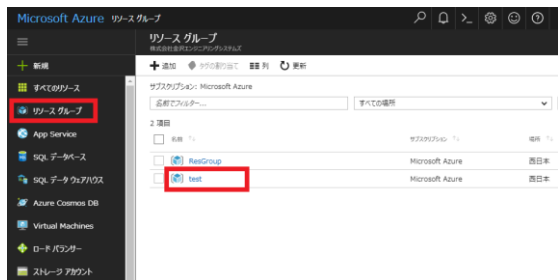 Microsoft Azure リソース グループ
リソース グループ
株式会社金沢エンジニアリングシステムズ
新規
追加 タグの割り当て 列 更新
すべてのリソース
サブスクリプション: Microsoft Azure
リソース グループ
名前でフィルター... すべての場所
2 項目
App Service
名前 サブスクリプション 場所
SQL データベース
ResGroup Microsoft Azure 西日本
SQL データ ウェアハウス
test Microsoft Azure 西日本
Azure Cosmos DB
Virtual Machines
ロード バランサー
ストレージ アカウント